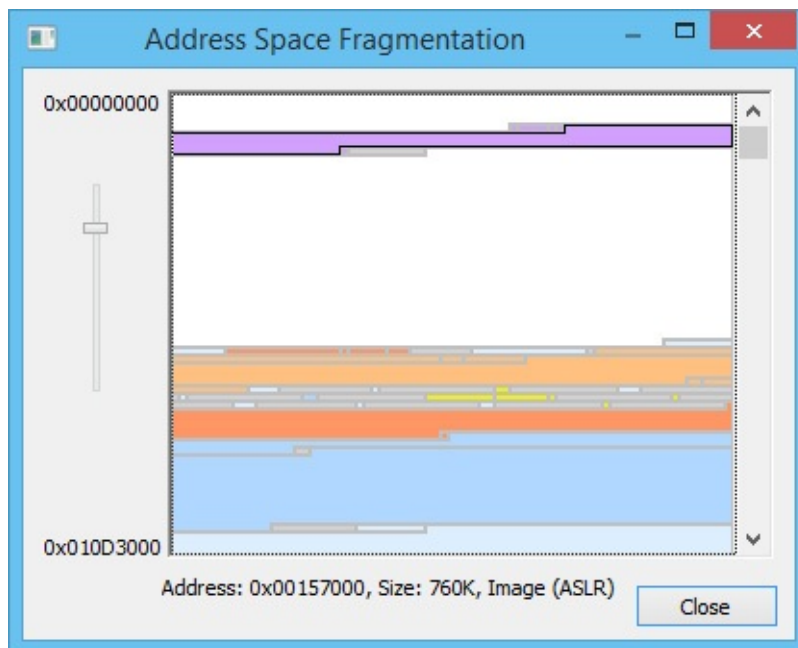 Address Space Fragmentation
0x00000000
0x010D3000
Address: 0x00157000, Size: 760K, Image (ASLR)
Close